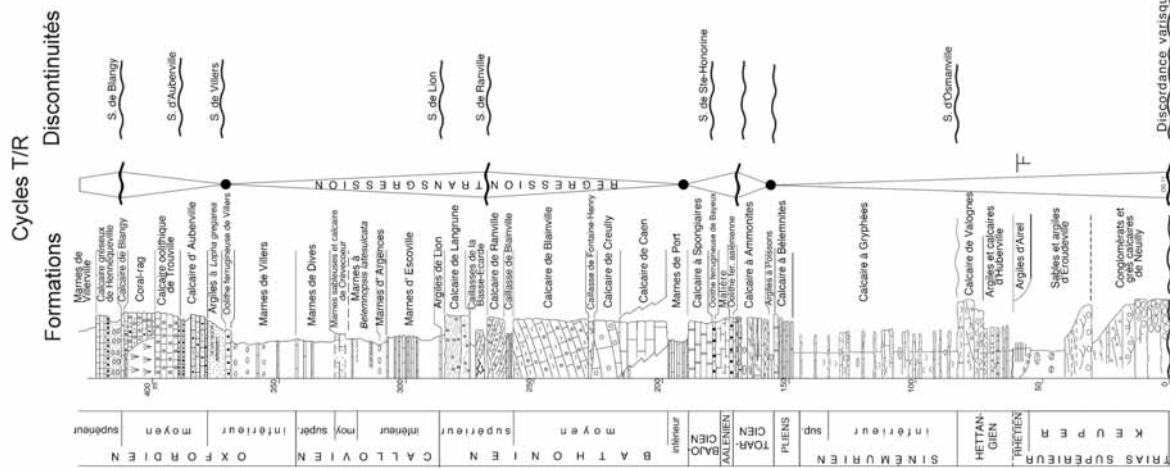 Cycles T/R
Formations
Discontinuités
Marnes de
Villerville
Calcaire gréseux
de Hennequeville
Calcaire de Blangy
Coral-rag
Calcaire oolithique
de Trouville
Calcaire d' Auberville
Argiles à Lopha gregarea
Oolithe ferrugineuse de Villers
Marnes de Villers
Marnes de Dives
Marnes sableuses et calcaire
de Crèvecoeur
Marnes à
Belemnopsis latesulcata
Marnes d' Argences
Marnes d' Escoville
Argiles de Lion
Calcaire de Langrune
Caillasses de la
Basse-Ecarde
Calcaire de Ranville
Caillasse de Blainville
Calcaire de Blainville
Caillasse de Fontaine-Henry
Calcaire de Creully
Calcaire de Caen
Marnes de Port
Calcaire à Spongiaires
Oolithe ferrugineuse de Bayeux
Malière
Oolithe fer. aalénienne
Calcaire à Ammonites
Argiles à Poissons
Calcaire à Bélemnites
Calcaire à Gryphées
Calcaire de Valognes
Argiles et calcaires
d'Huberville
Argiles d'Airel
Sables et argiles
d'Eroudeville
Conglomérats et
grès calcaires
de Neuilly
S. de Blangy
S. d'Auberville
S. de Villers
S. de Lion
S. de Ranville
S. de Ste-Honorine
S. d'Osmanville
Discordance varisqu
REGRESSION
TRANSGRESSION
F
400
m
350
300
250
200
150
100
50
0
supérieur
moyen
inférieur
OXFORDIEN
supér.
moy
inférieur
CALLOVIEN
supérieur
moyen
inférieur
BATHONIEN
BAJO-
CIEN
AALENIEN
TOAR-
CIEN
PLIENS
sup.
inférieur
SINÉMURIEN
HETTAN-
GIEN
RHETIEN
KEUPER
TRIAS SUPÉRIEUR